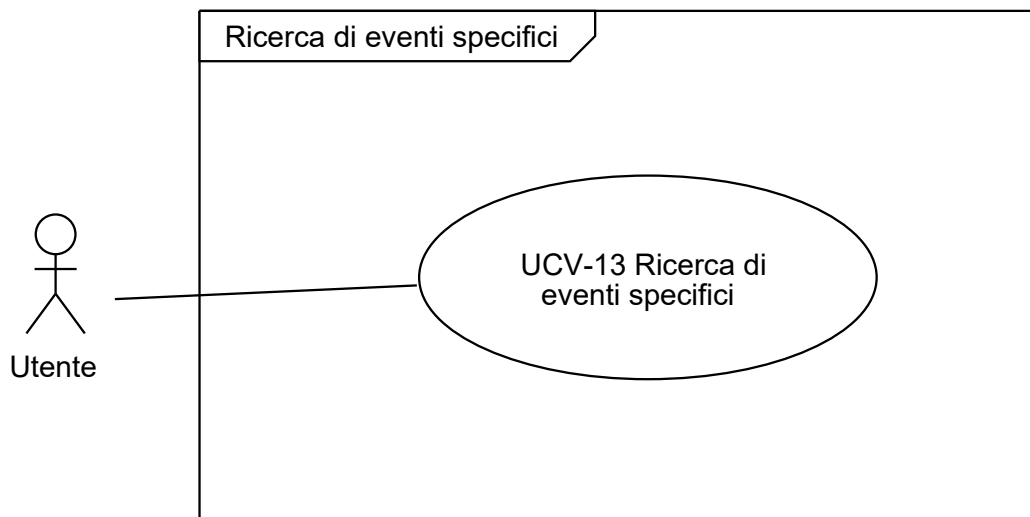 Ricerca di eventi specifici
UCV-13 Ricerca di
eventi specifici
Utente